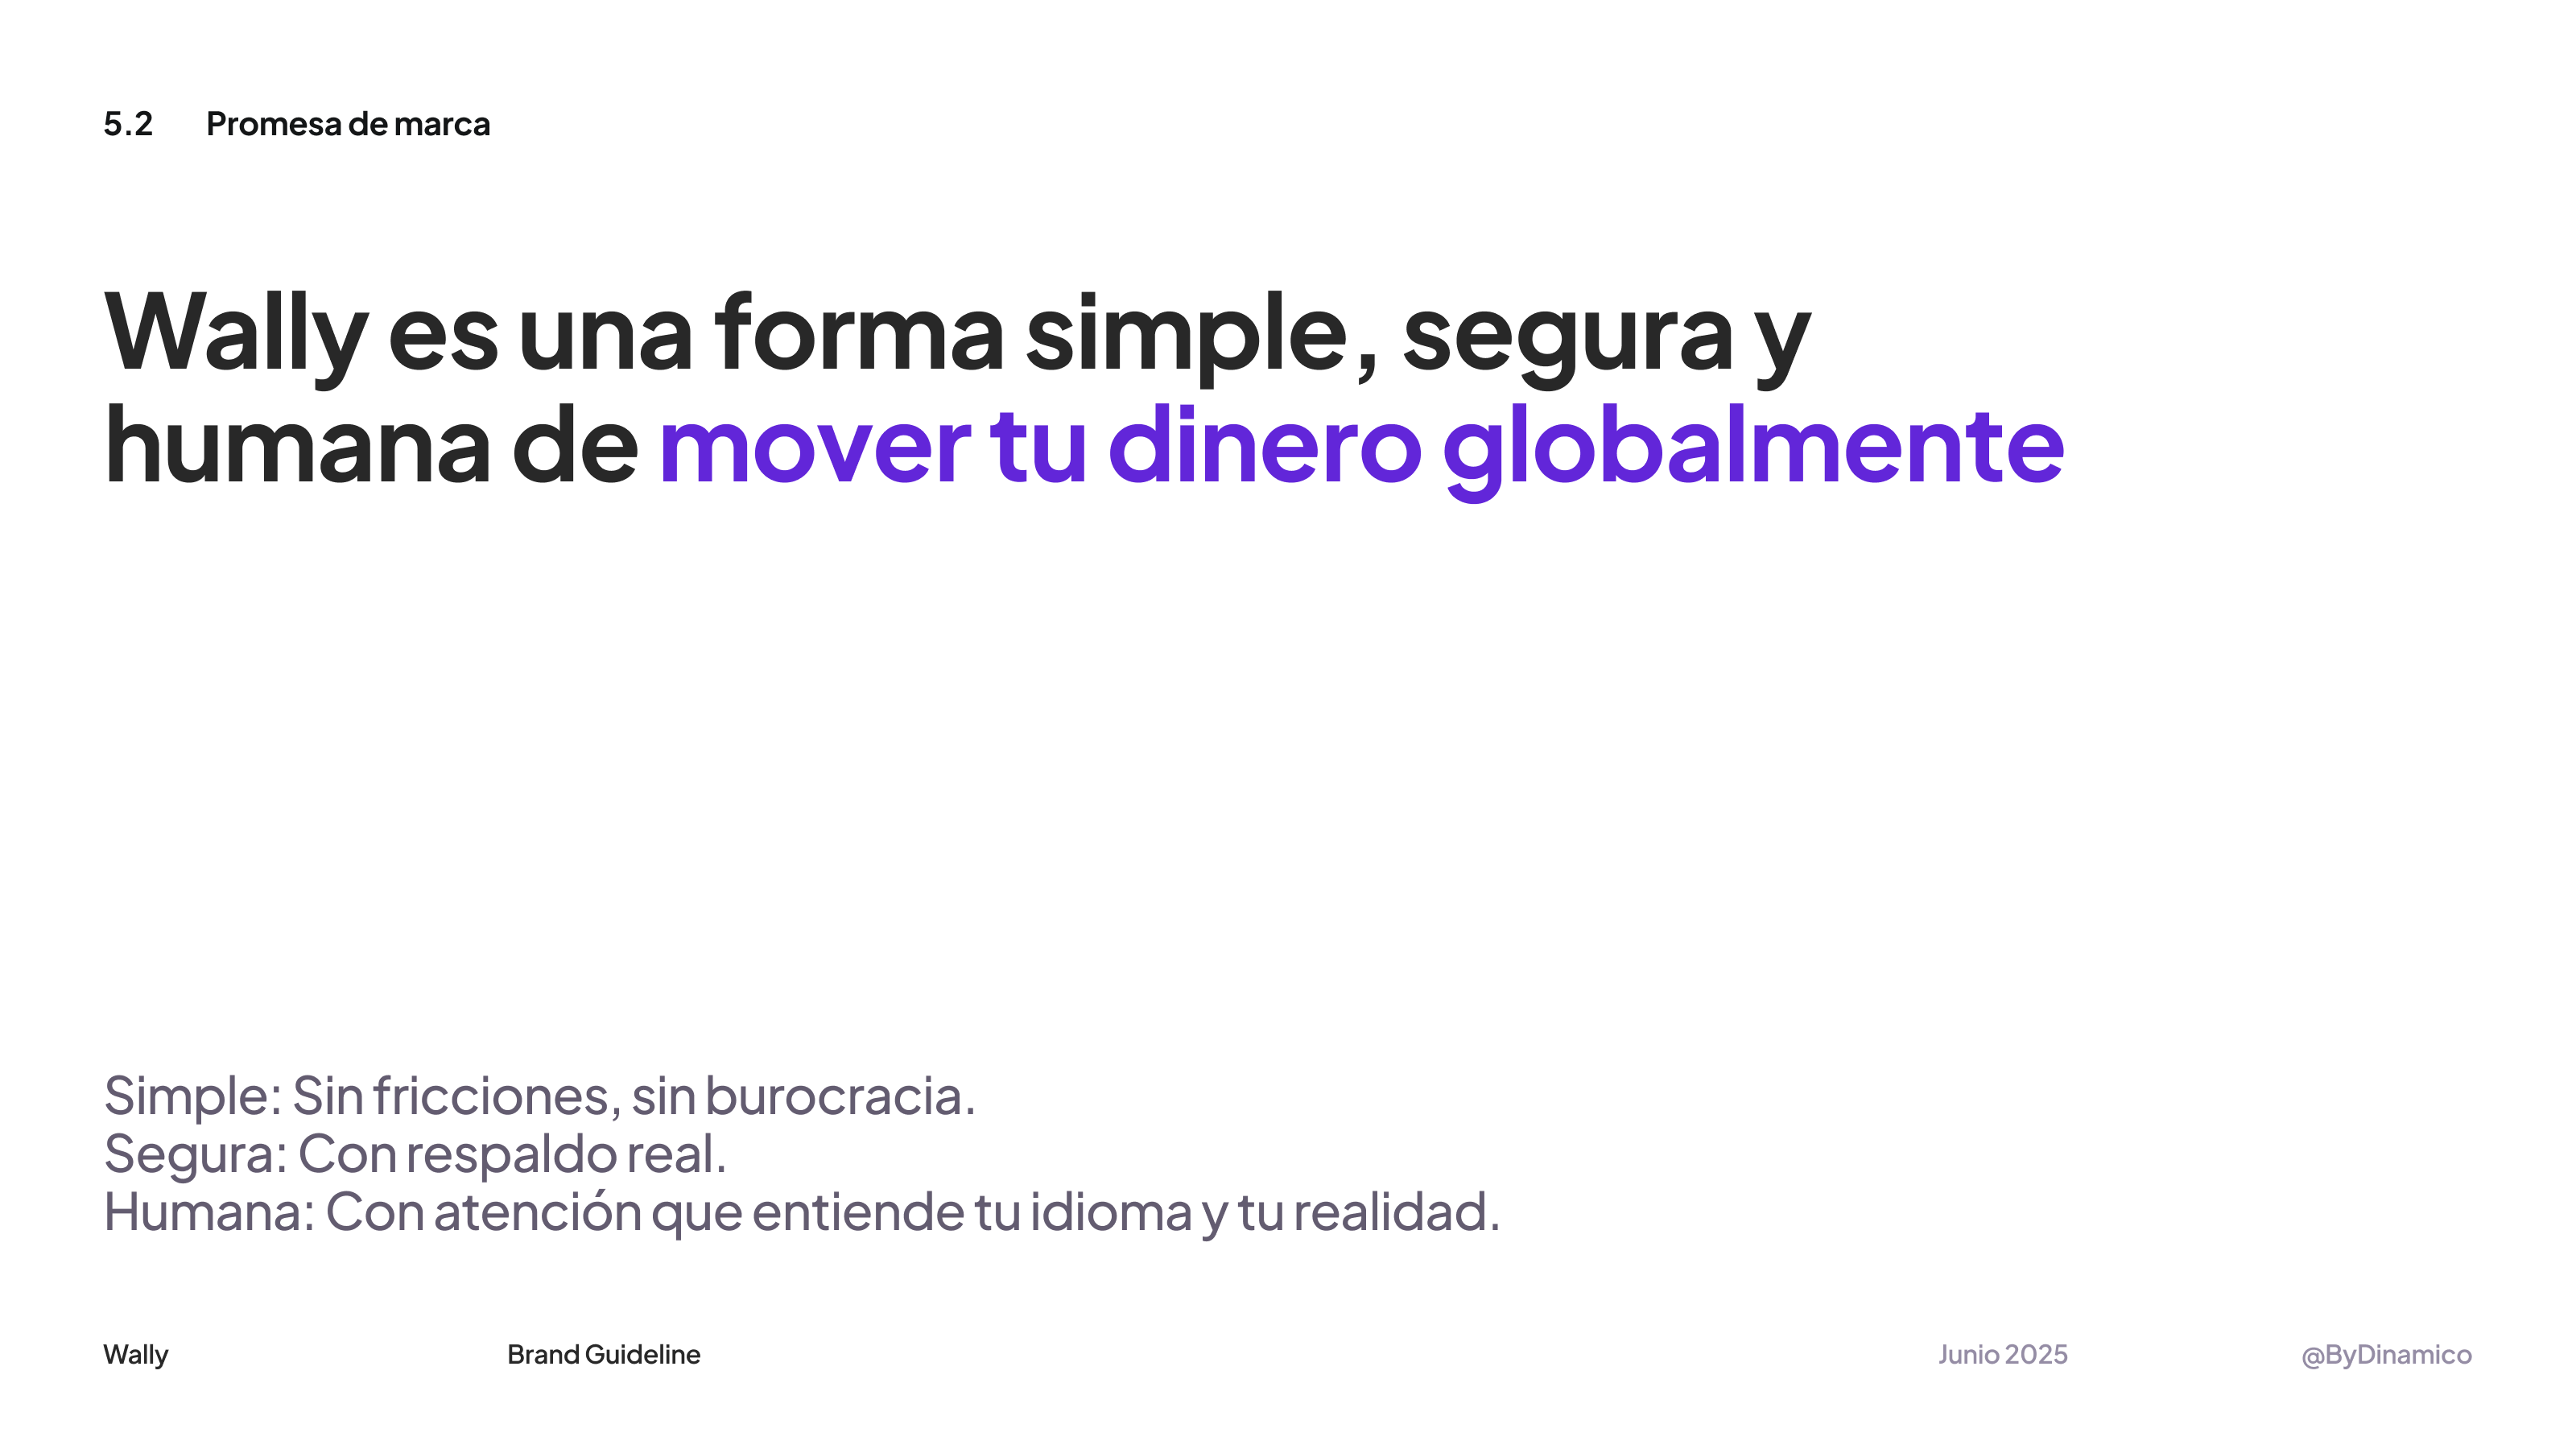 5.2 Promesa de marca
Wally es una forma simple, segura y
humana de mover tu dinero globalmente
Simple: Sin fricciones, sin burocracia.
Segura: Con respaldo real.
Humana: Con atención que entiende tu idioma y tu realidad.
Wally Brand Guideline Junio 2025 @ByDinamico